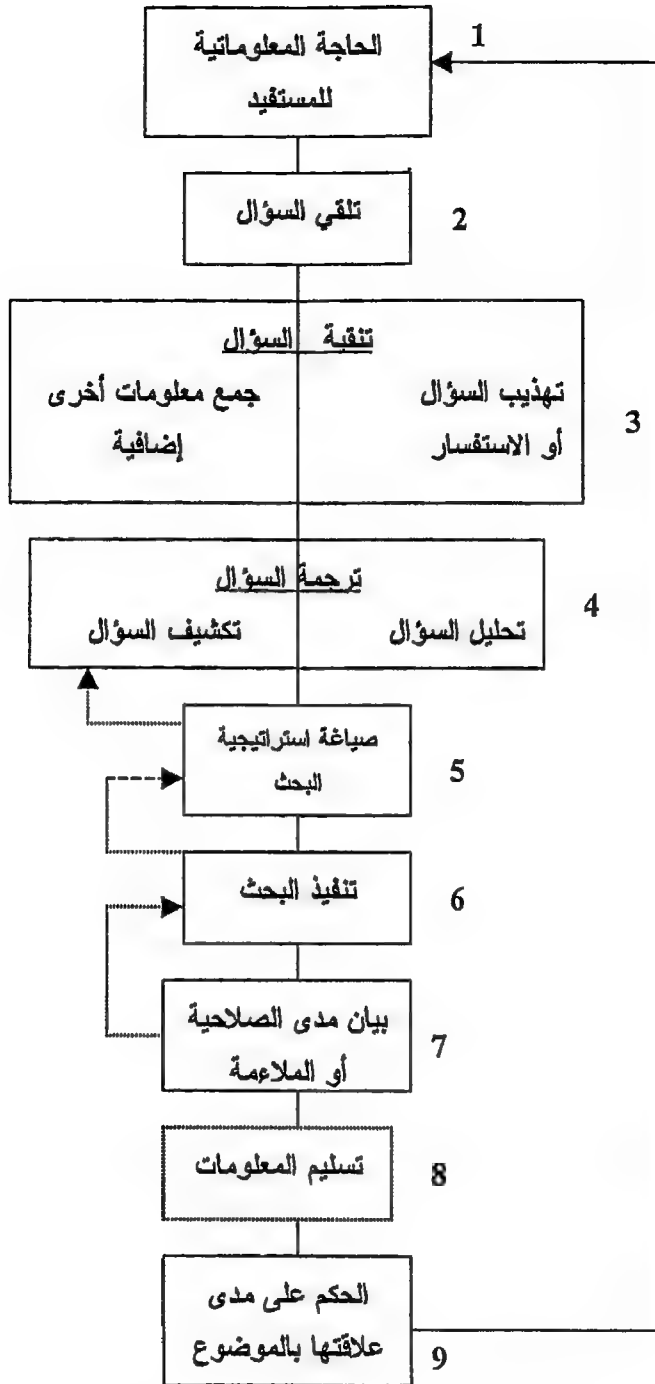 الحاجة المعلوماتية
للمستفيد
1
تلقي السؤال
2
تنقية السؤال
تهذيب السؤال
أو الاستفسار
جمع معلومات أخرى
إضافية
3
ترجمة السؤال
تحليل السؤال
تكشيف السؤال
4
صياغة استراتيجية
البحث
5
تنفيذ البحث
6
بيان مدى الصلاحية
أو الملاءمة
7
تسليم المعلومات
8
الحكم على مدى
علاقتها بالموضوع
9